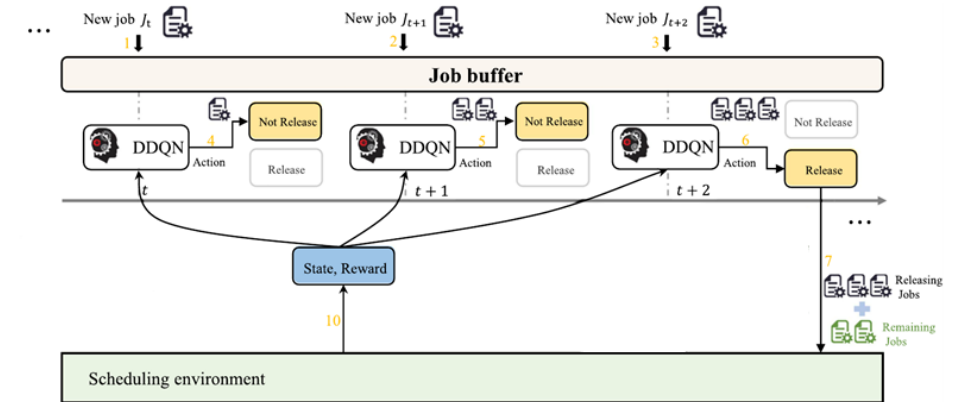 ...
New job J_t
New job J_{t+1}
New job J_{t+2}
1
2
3
Job buffer
4
Not Release
5
Not Release
6
Not Release
DDQN
DDQN
DDQN
Action
Release
Action
Release
Action
Release
t
t + 1
t + 2
...
State, Reward
7
Releasing
Jobs
10
Remaining
Jobs
Scheduling environment